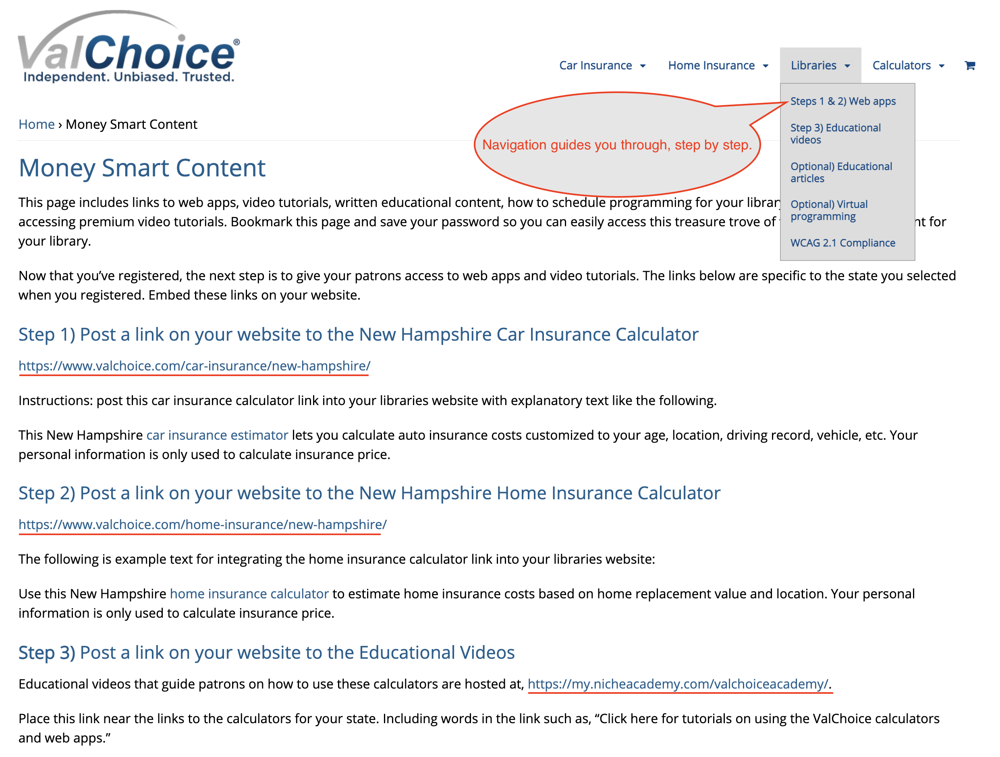 ValChoice®
Independent. Unbiased. Trusted.
Car Insurance
Home Insurance
Libraries
Calculators
Steps 1 & 2) Web apps
Step 3) Educational
videos
Optional) Educational
articles
Optional) Virtual
programming
WCAG 2.1 Compliance
Navigation guides you through, step by step.
Home › Money Smart Content
Money Smart Content
This page includes links to web apps, video tutorials, written educational content, how to schedule programming for your library
accessing premium video tutorials. Bookmark this page and save your password so you can easily access this treasure trove of nt for
your library.
Now that you’ve registered, the next step is to give your patrons access to web apps and video tutorials. The links below are specific to the state you selected
when you registered. Embed these links on your website.
Step 1) Post a link on your website to the New Hampshire Car Insurance Calculator
https://www.valchoice.com/car-insurance/new-hampshire/
Instructions: post this car insurance calculator link into your libraries website with explanatory text like the following.
This New Hampshire car insurance estimator lets you calculate auto insurance costs customized to your age, location, driving record, vehicle, etc. Your
personal information is only used to calculate insurance price.
Step 2) Post a link on your website to the New Hampshire Home Insurance Calculator
https://www.valchoice.com/home-insurance/new-hampshire/
The following is example text for integrating the home insurance calculator link into your libraries website:
Use this New Hampshire home insurance calculator to estimate home insurance costs based on home replacement value and location. Your personal
information is only used to calculate insurance price.
Step 3) Post a link on your website to the Educational Videos
Educational videos that guide patrons on how to use these calculators are hosted at, https://my.nicheacademy.com/valchoiceacademy/.
Place this link near the links to the calculators for your state. Including words in the link such as, “Click here for tutorials on using the ValChoice calculators
and web apps.”